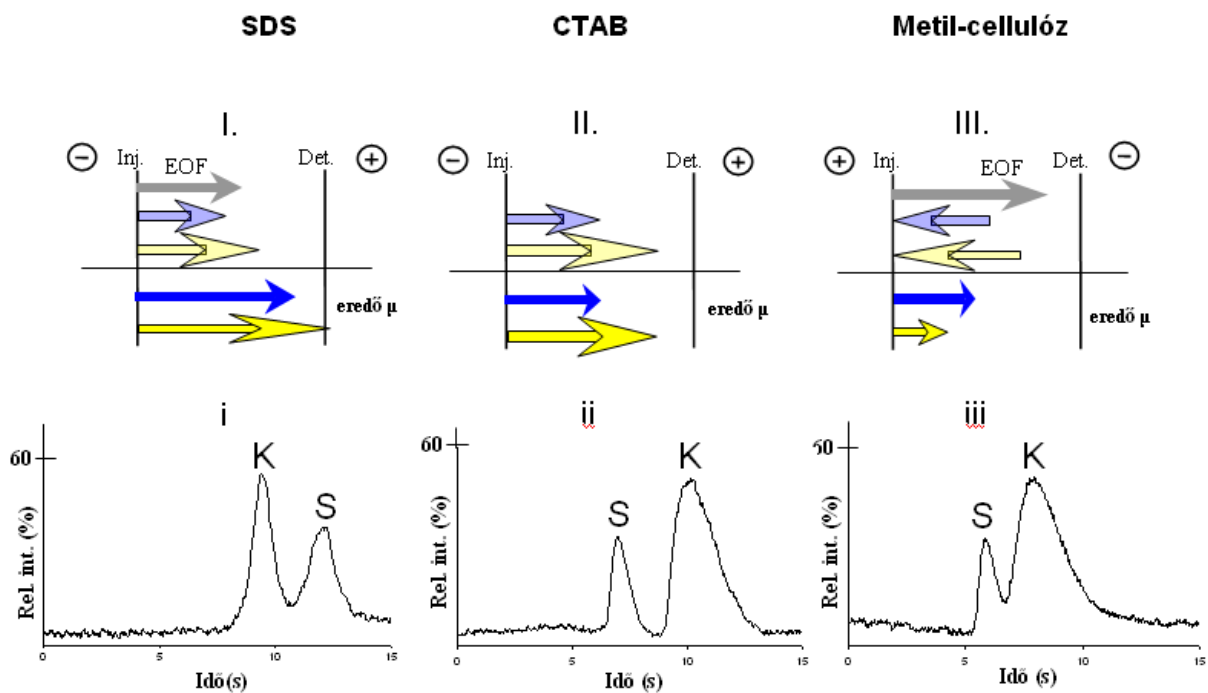 SDS CTAB Metil-cellulóz
I. II. III.
⊖ Inj. EOF Det. ⊕ ⊖ Inj. Det. ⊕ ⊕ Inj. EOF Det. ⊖
eredő μ eredő μ eredő μ
i ii iii
60 60 60
K S S K S K
Rel. int. (%) Rel. int. (%) Rel. int. (%)
0 5 10 15 0 5 10 15 0 5 10 15
Idő(s) Idő (s) Idő (s)